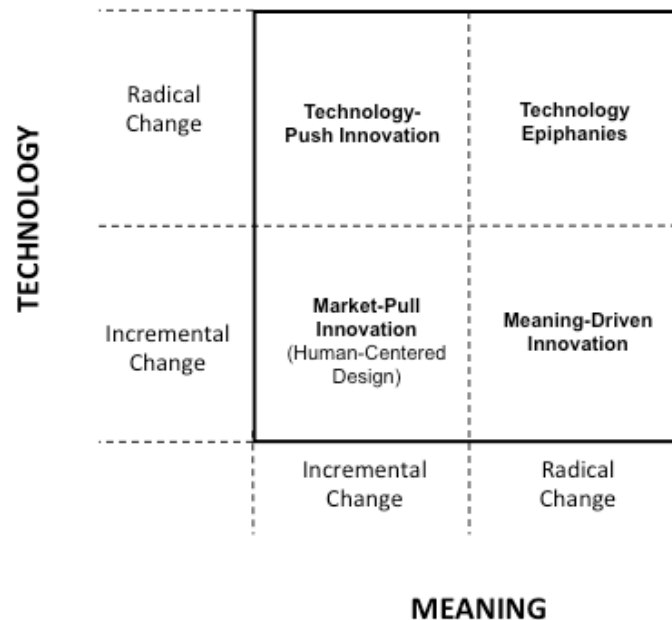 TECHNOLOGY
Radical
Change
Technology-
Push Innovation
Technology
Epiphanies
Incremental
Change
Market-Pull
Innovation
(Human-Centered
Design)
Meaning-Driven
Innovation
Incremental
Change
Radical
Change
MEANING